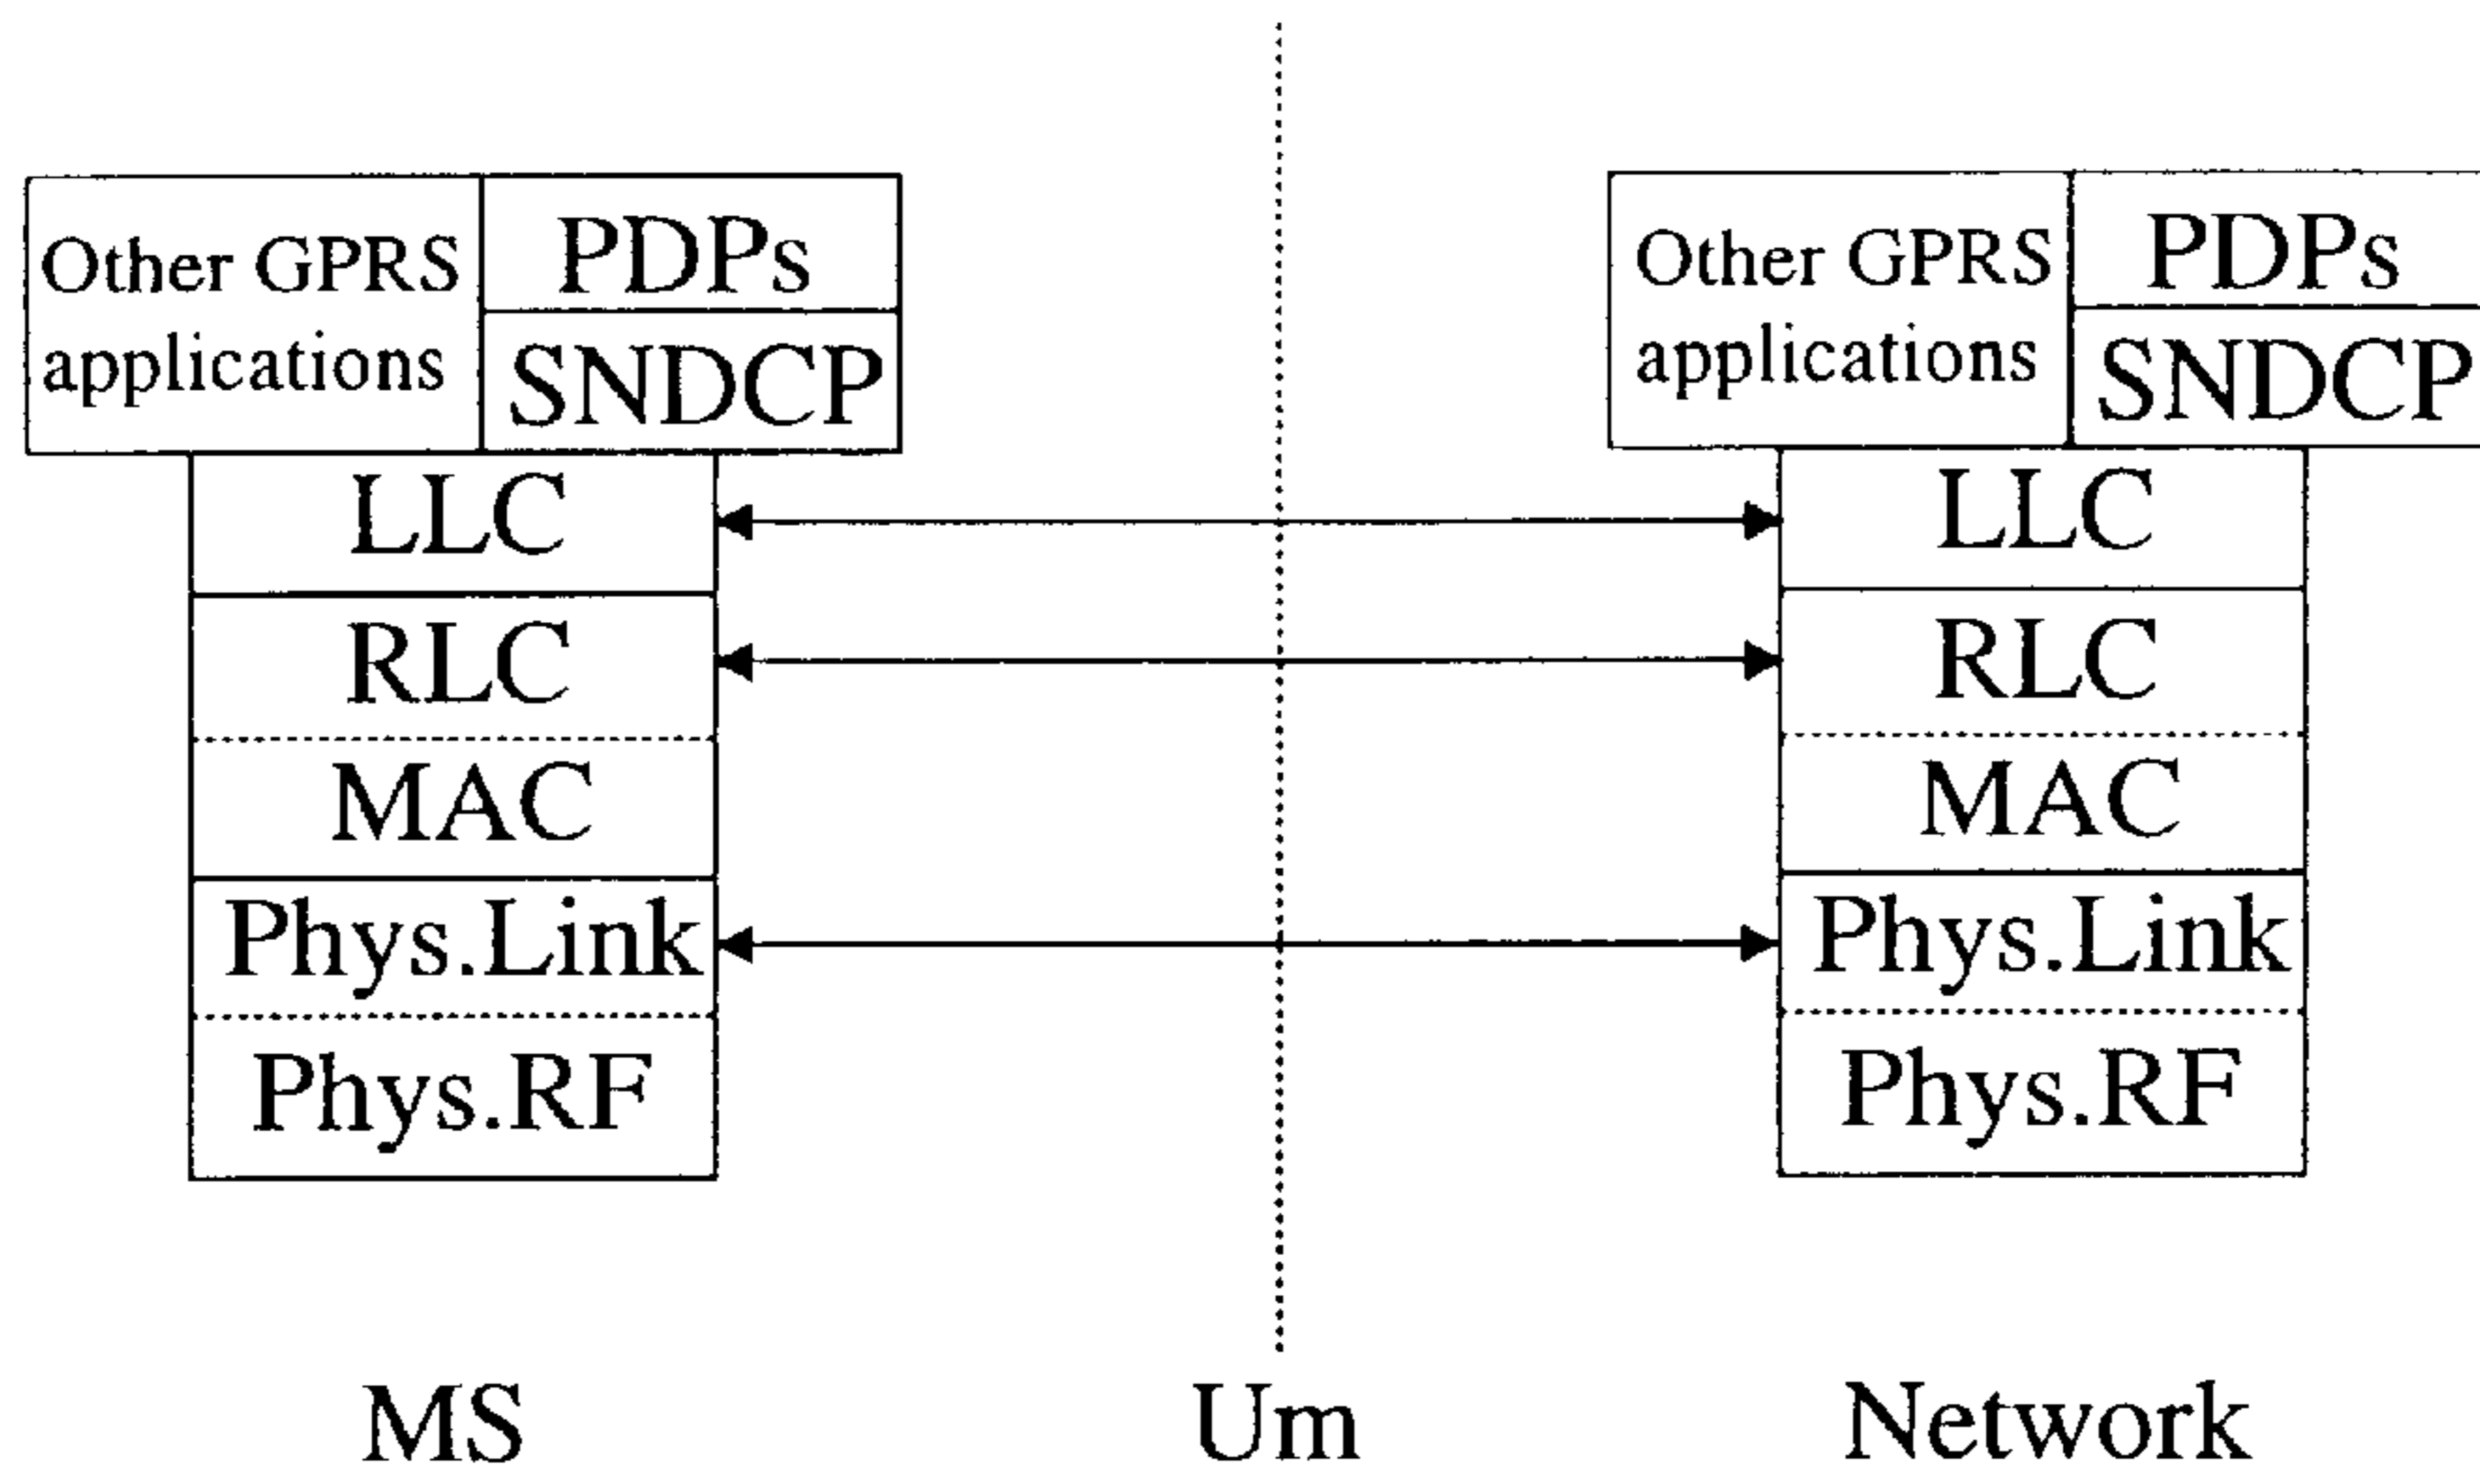 Other GPRS
applications
PDPs
SNDCP
LLC
RLC
MAC
Phys.Link
Phys.RF
MS
Um
Other GPRS
applications
PDPs
SNDCP
LLC
RLC
MAC
Phys.Link
Phys.RF
Network